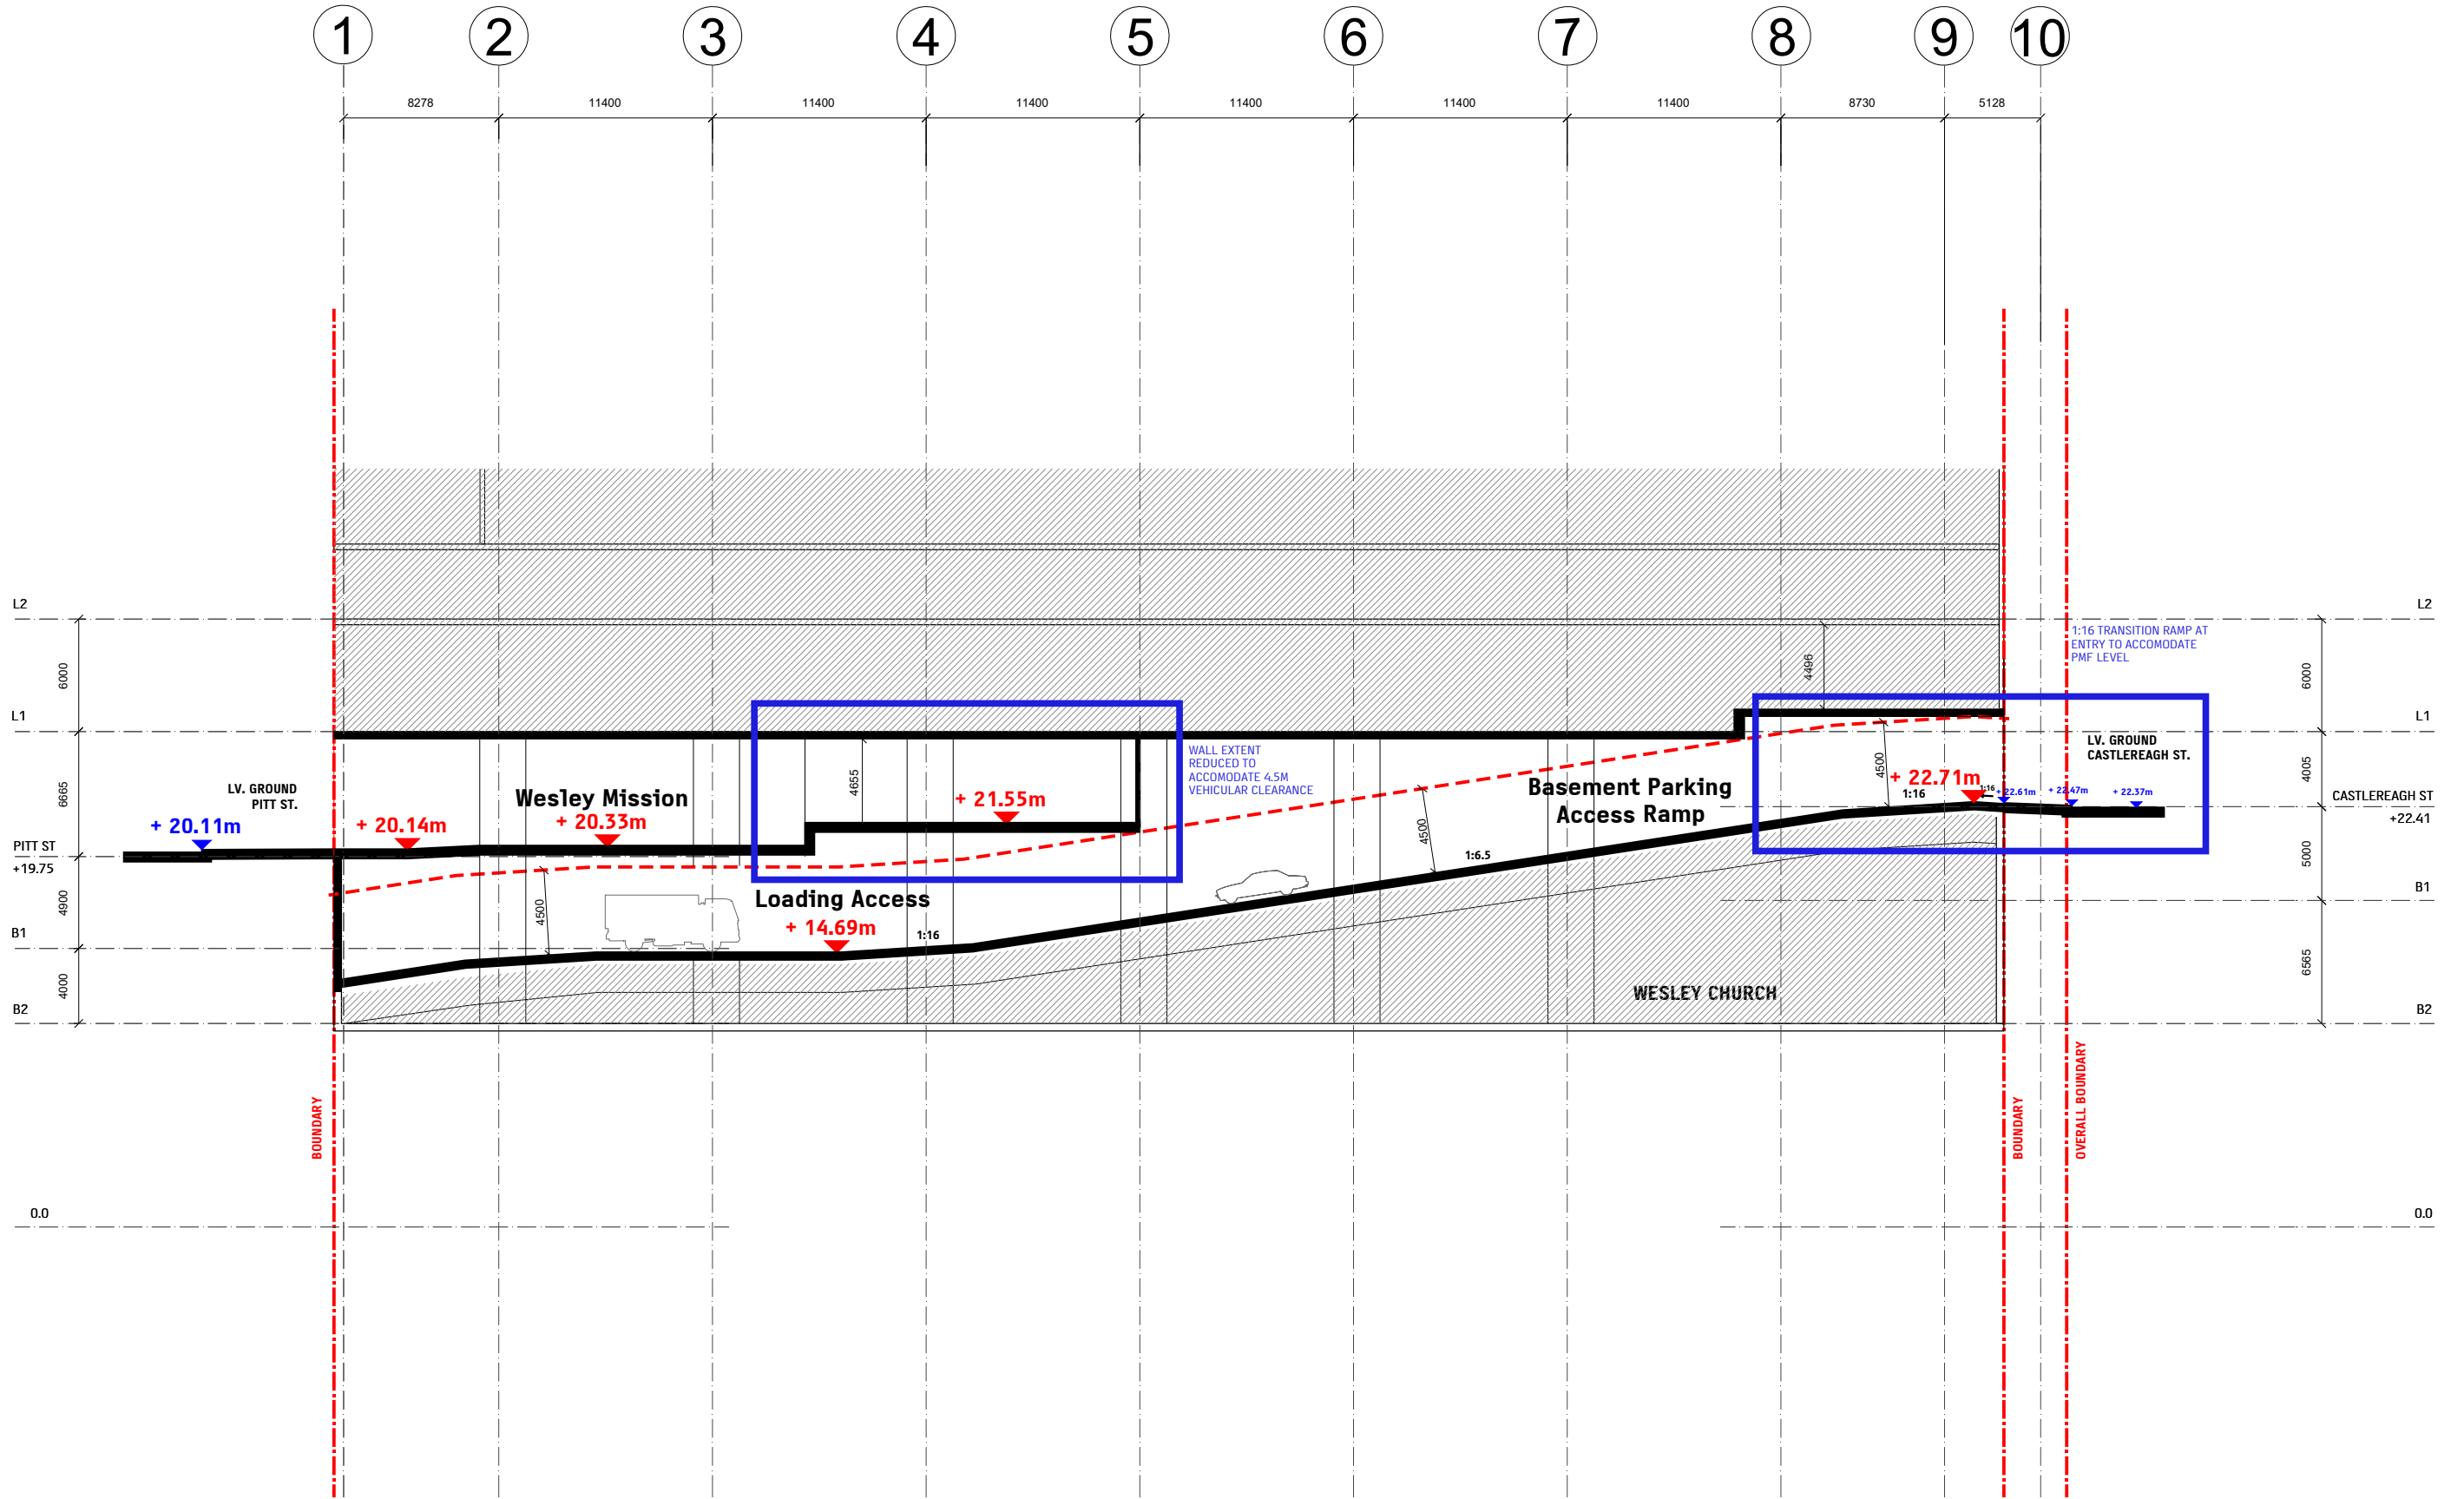 1 2 3 4 5 6 7 8 9 10
8278 11400 11400 11400 11400 11400 11400 8730 5128
L2
L2
1:16 TRANSITION RAMP AT
ENTRY TO ACCOMODATE
PMF LEVEL
6000
4496
6000
L1
L1
LV. GROUND
CASTLEREAGH ST.
WALL EXTENT
REDUCED TO
ACCOMODATE 4.5M
VEHICULAR CLEARANCE
6665
LV. GROUND
PITT ST.
Wesley Mission
+ 20.33m
4655
+ 21.55m
Basement Parking
Access Ramp
4500
+ 22.71m
1:16
1:16
+ 22.61m
+ 22.47m
+ 22.37m
4005
CASTLEREAGH ST
+22.41
+ 20.11m
+ 20.14m
PITT ST
+19.75
4500
1:6.5
5000
4900
4500
Loading Access
+ 14.69m
1:16
B1
B1
4000
WESLEY CHURCH
6565
B2
B2
BOUNDARY
BOUNDARY
OVERALL BOUNDARY
0.0
0.0